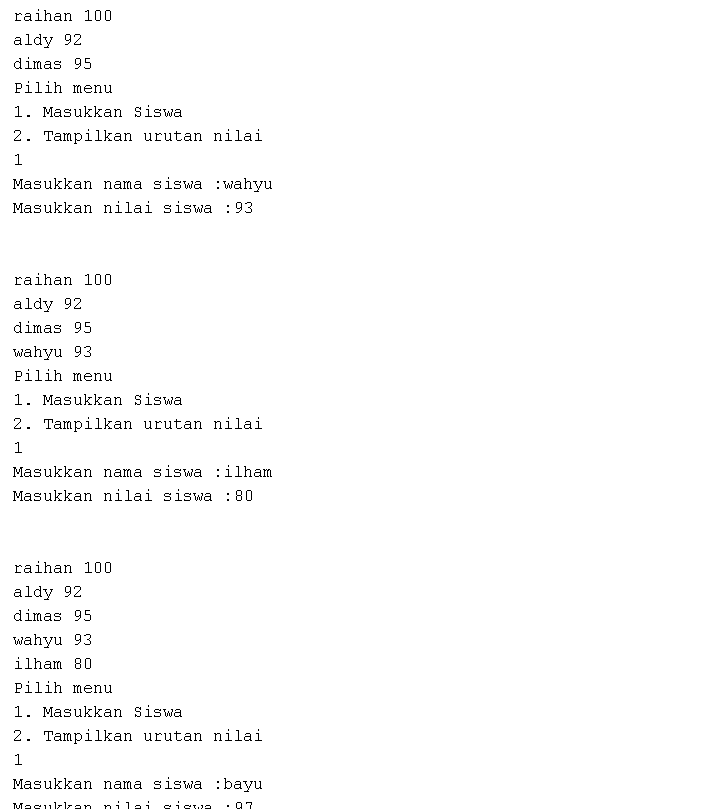 raihan 100
aldy 92
dimas 95
Pilih menu
1. Masukkan Siswa
2. Tampilkan urutan nilai
1
Masukkan nama siswa :wahyu
Masukkan nilai siswa :93
raihan 100
aldy 92
dimas 95
wahyu 93
Pilih menu
1. Masukkan Siswa
2. Tampilkan urutan nilai
1
Masukkan nama siswa :ilham
Masukkan nilai siswa :80
raihan 100
aldy 92
dimas 95
wahyu 93
ilham 80
Pilih menu
1. Masukkan Siswa
2. Tampilkan urutan nilai
1
Masukkan nama siswa :bayu
Masukkan nilai siswa :97